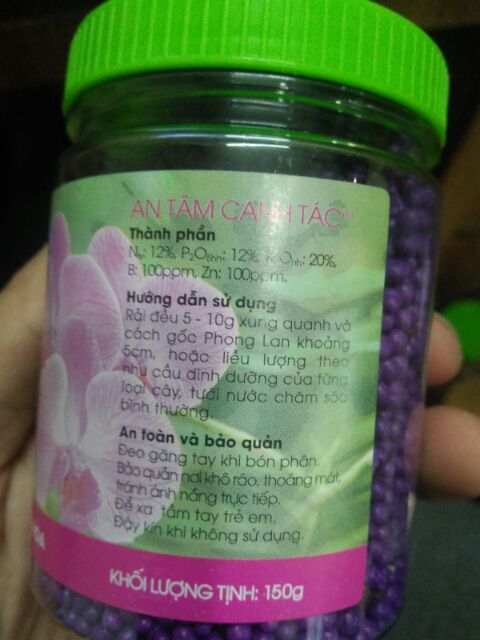 AN TÂM CANH TÁC™
Thành phần
Nts: 12%, P₂O₅hh: 12%, K₂Ohh: 20%,
B: 100ppm, Zn: 100ppm.
Hướng dẫn sử dụng
Rải đều 5 - 10g xung quanh và
cách gốc Phong Lan khoảng
5cm, hoặc liều lượng theo
nhu cầu dinh dưỡng của từng
loại cây, tưới nước chăm sóc
bình thường.
An toàn và bảo quản
Đeo găng tay khi bón phân.
Bảo quản nơi khô ráo, thoáng mát,
tránh ánh nắng trực tiếp.
Để xa tầm tay trẻ em.
Đậy kín khi không sử dụng.
KHỐI LƯỢNG TỊNH: 150g